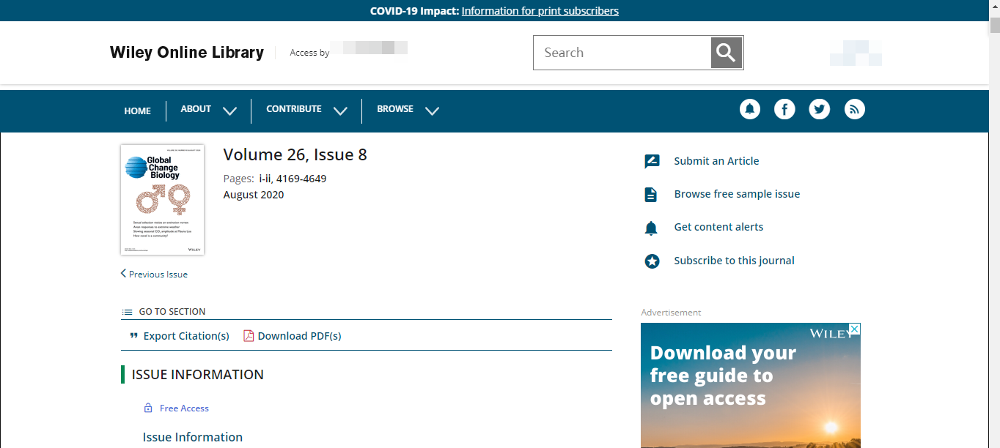 COVID-19 Impact: Information for print subscribers
Wiley Online Library
Access by
Search
HOME
ABOUT
CONTRIBUTE
BROWSE
Global
Change
Biology
Sexual selection resists an extinction vortex
Avian responses to extreme weather
Slowing seasonal CO2 amplitude at Mauna Loa
How novel is a community?
WILEY
Volume 26, Issue 8
Pages: i-ii, 4169-4649
August 2020
Previous Issue
Submit an Article
Browse free sample issue
Get content alerts
Subscribe to this journal
GO TO SECTION
Export Citation(s)
Download PDF(s)
ISSUE INFORMATION
Free Access
Issue Information
Advertisement
WILEY
Download your
free guide to
open access